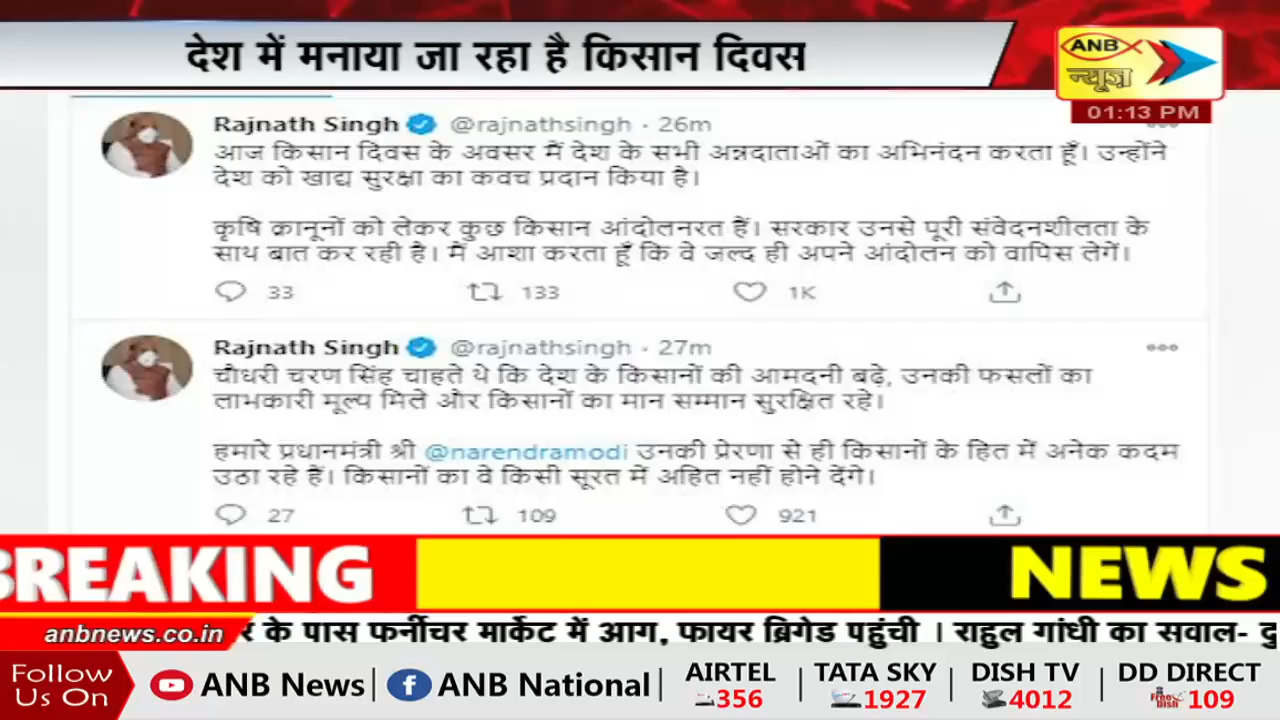 देश में मनाया जा रहा है किसान दिवस
ANB
न्यूज़
01:13 PM
Rajnath Singh @rajnathsingh · 26m
आज किसान दिवस के अवसर मैं देश के सभी अन्नदाताओं का अभिनंदन करता हूँ। उन्होंने
देश को खाद्य सुरक्षा का कवच प्रदान किया है।
कृषि क़ानूनों को लेकर कुछ किसान आंदोलनरत हैं। सरकार उनसे पूरी संवेदनशीलता के
साथ बात कर रही है। मैं आशा करता हूँ कि वे जल्द ही अपने आंदोलन को वापिस लेगें।
33 133 1K
Rajnath Singh @rajnathsingh · 27m
चौधरी चरण सिंह चाहते थे कि देश के किसानों की आमदनी बढ़े, उनकी फसलों का
लाभकारी मूल्य मिले और किसानों का मान सम्मान सुरक्षित रहे।
हमारे प्रधानमंत्री श्री @narendramodi उनकी प्रेरणा से ही किसानों के हित में अनेक कदम
उठा रहे हैं। किसानों का वे किसी सूरत में अहित नहीं होने देंगे।
27 109 921
BREAKING NEWS
anbnews.co.in
र के पास फर्नीचर मार्केट में आग, फायर ब्रिगेड पहुंची । राहुल गांधी का सवाल- दु
Follow
Us On
ANB News | ANB National |
AIRTEL | TATA SKY | DISH TV | DD DIRECT
356 1927 4012 Free Dish 109